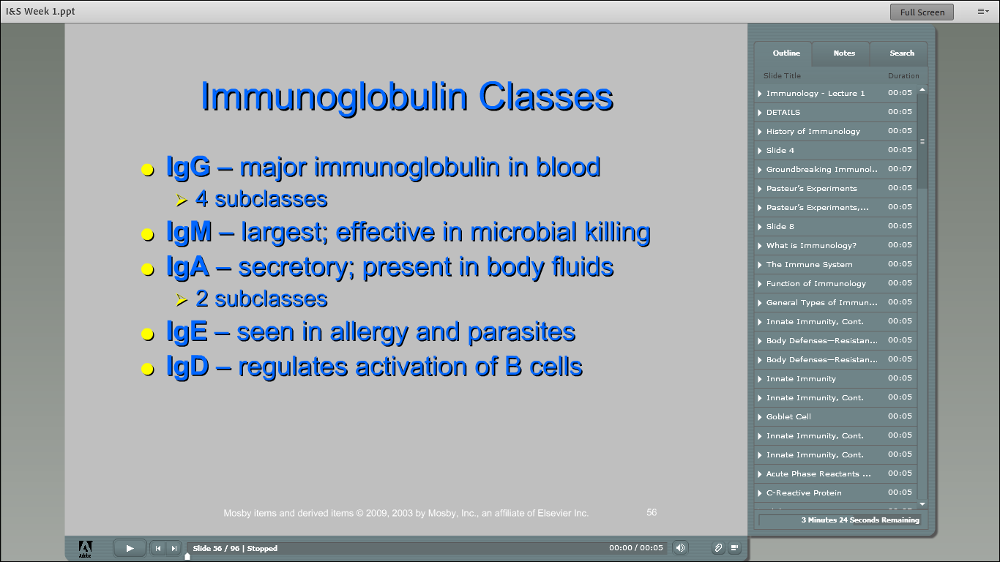 I&S Week 1.ppt
Full Screen
Immunoglobulin Classes
IgG – major immunoglobulin in blood
4 subclasses
IgM – largest; effective in microbial killing
IgA – secretory; present in body fluids
2 subclasses
IgE – seen in allergy and parasites
IgD – regulates activation of B cells
Mosby items and derived items © 2009, 2003 by Mosby, Inc., an affiliate of Elsevier Inc. 56
Outline Notes Search
Slide Title Duration
Immunology - Lecture 1 00:05
DETAILS 00:05
History of Immunology 00:05
Slide 4 00:05
Groundbreaking Immunol.. 00:07
Pasteur’s Experiments 00:05
Pasteur’s Experiments,... 00:05
Slide 8 00:05
What is Immunology? 00:05
The Immune System 00:05
Function of Immunology 00:05
General Types of Immun... 00:05
Innate Immunity, Cont. 00:05
Body Defenses—Resistan... 00:05
Body Defenses—Resistan... 00:05
Innate Immunity 00:05
Innate Immunity, Cont. 00:05
Goblet Cell 00:05
Innate Immunity, Cont. 00:05
Innate Immunity, Cont. 00:05
Acute Phase Reactants ... 00:05
C-Reactive Protein 00:05
3 Minutes 24 Seconds Remaining
Adobe
Slide 56 / 96 | Stopped 00:00 / 00:05